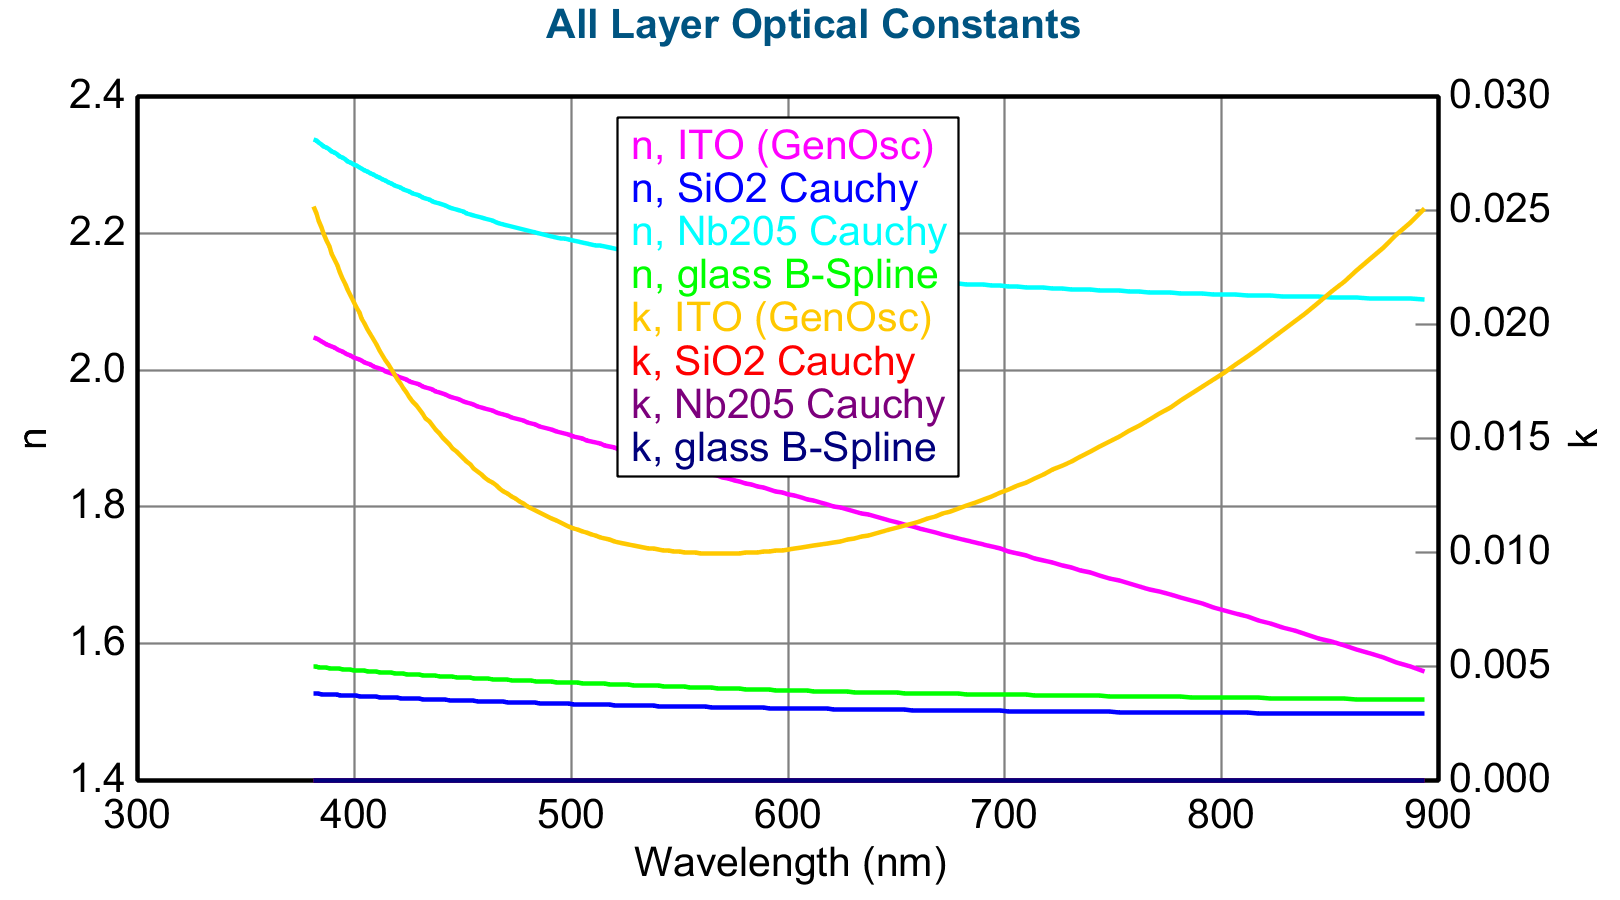 All Layer Optical Constants
2.4
2.2
2.0
1.8
1.6
1.4
n
n, ITO (GenOsc)
n, SiO2 Cauchy
n, Nb205 Cauchy
n, glass B-Spline
k, ITO (GenOsc)
k, SiO2 Cauchy
k, Nb205 Cauchy
k, glass B-Spline
0.030
0.025
0.020
0.015
0.010
0.005
0.000
k
300 400 500 600 700 800 900
Wavelength (nm)